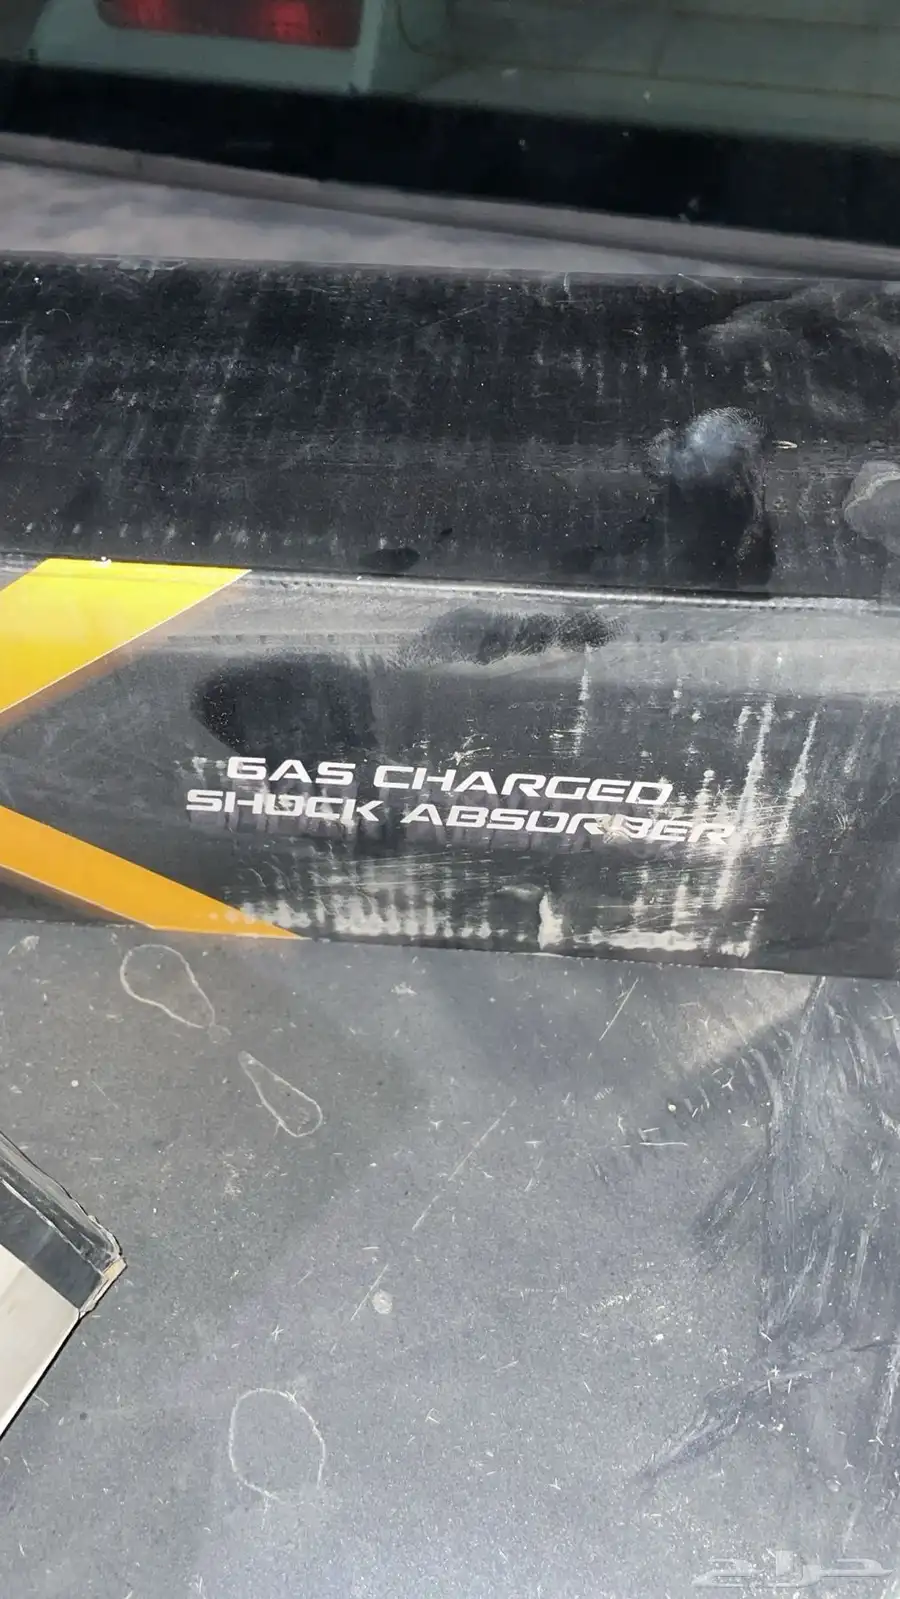 GAS CHARGED
SHOCK ABSORBER
حراج